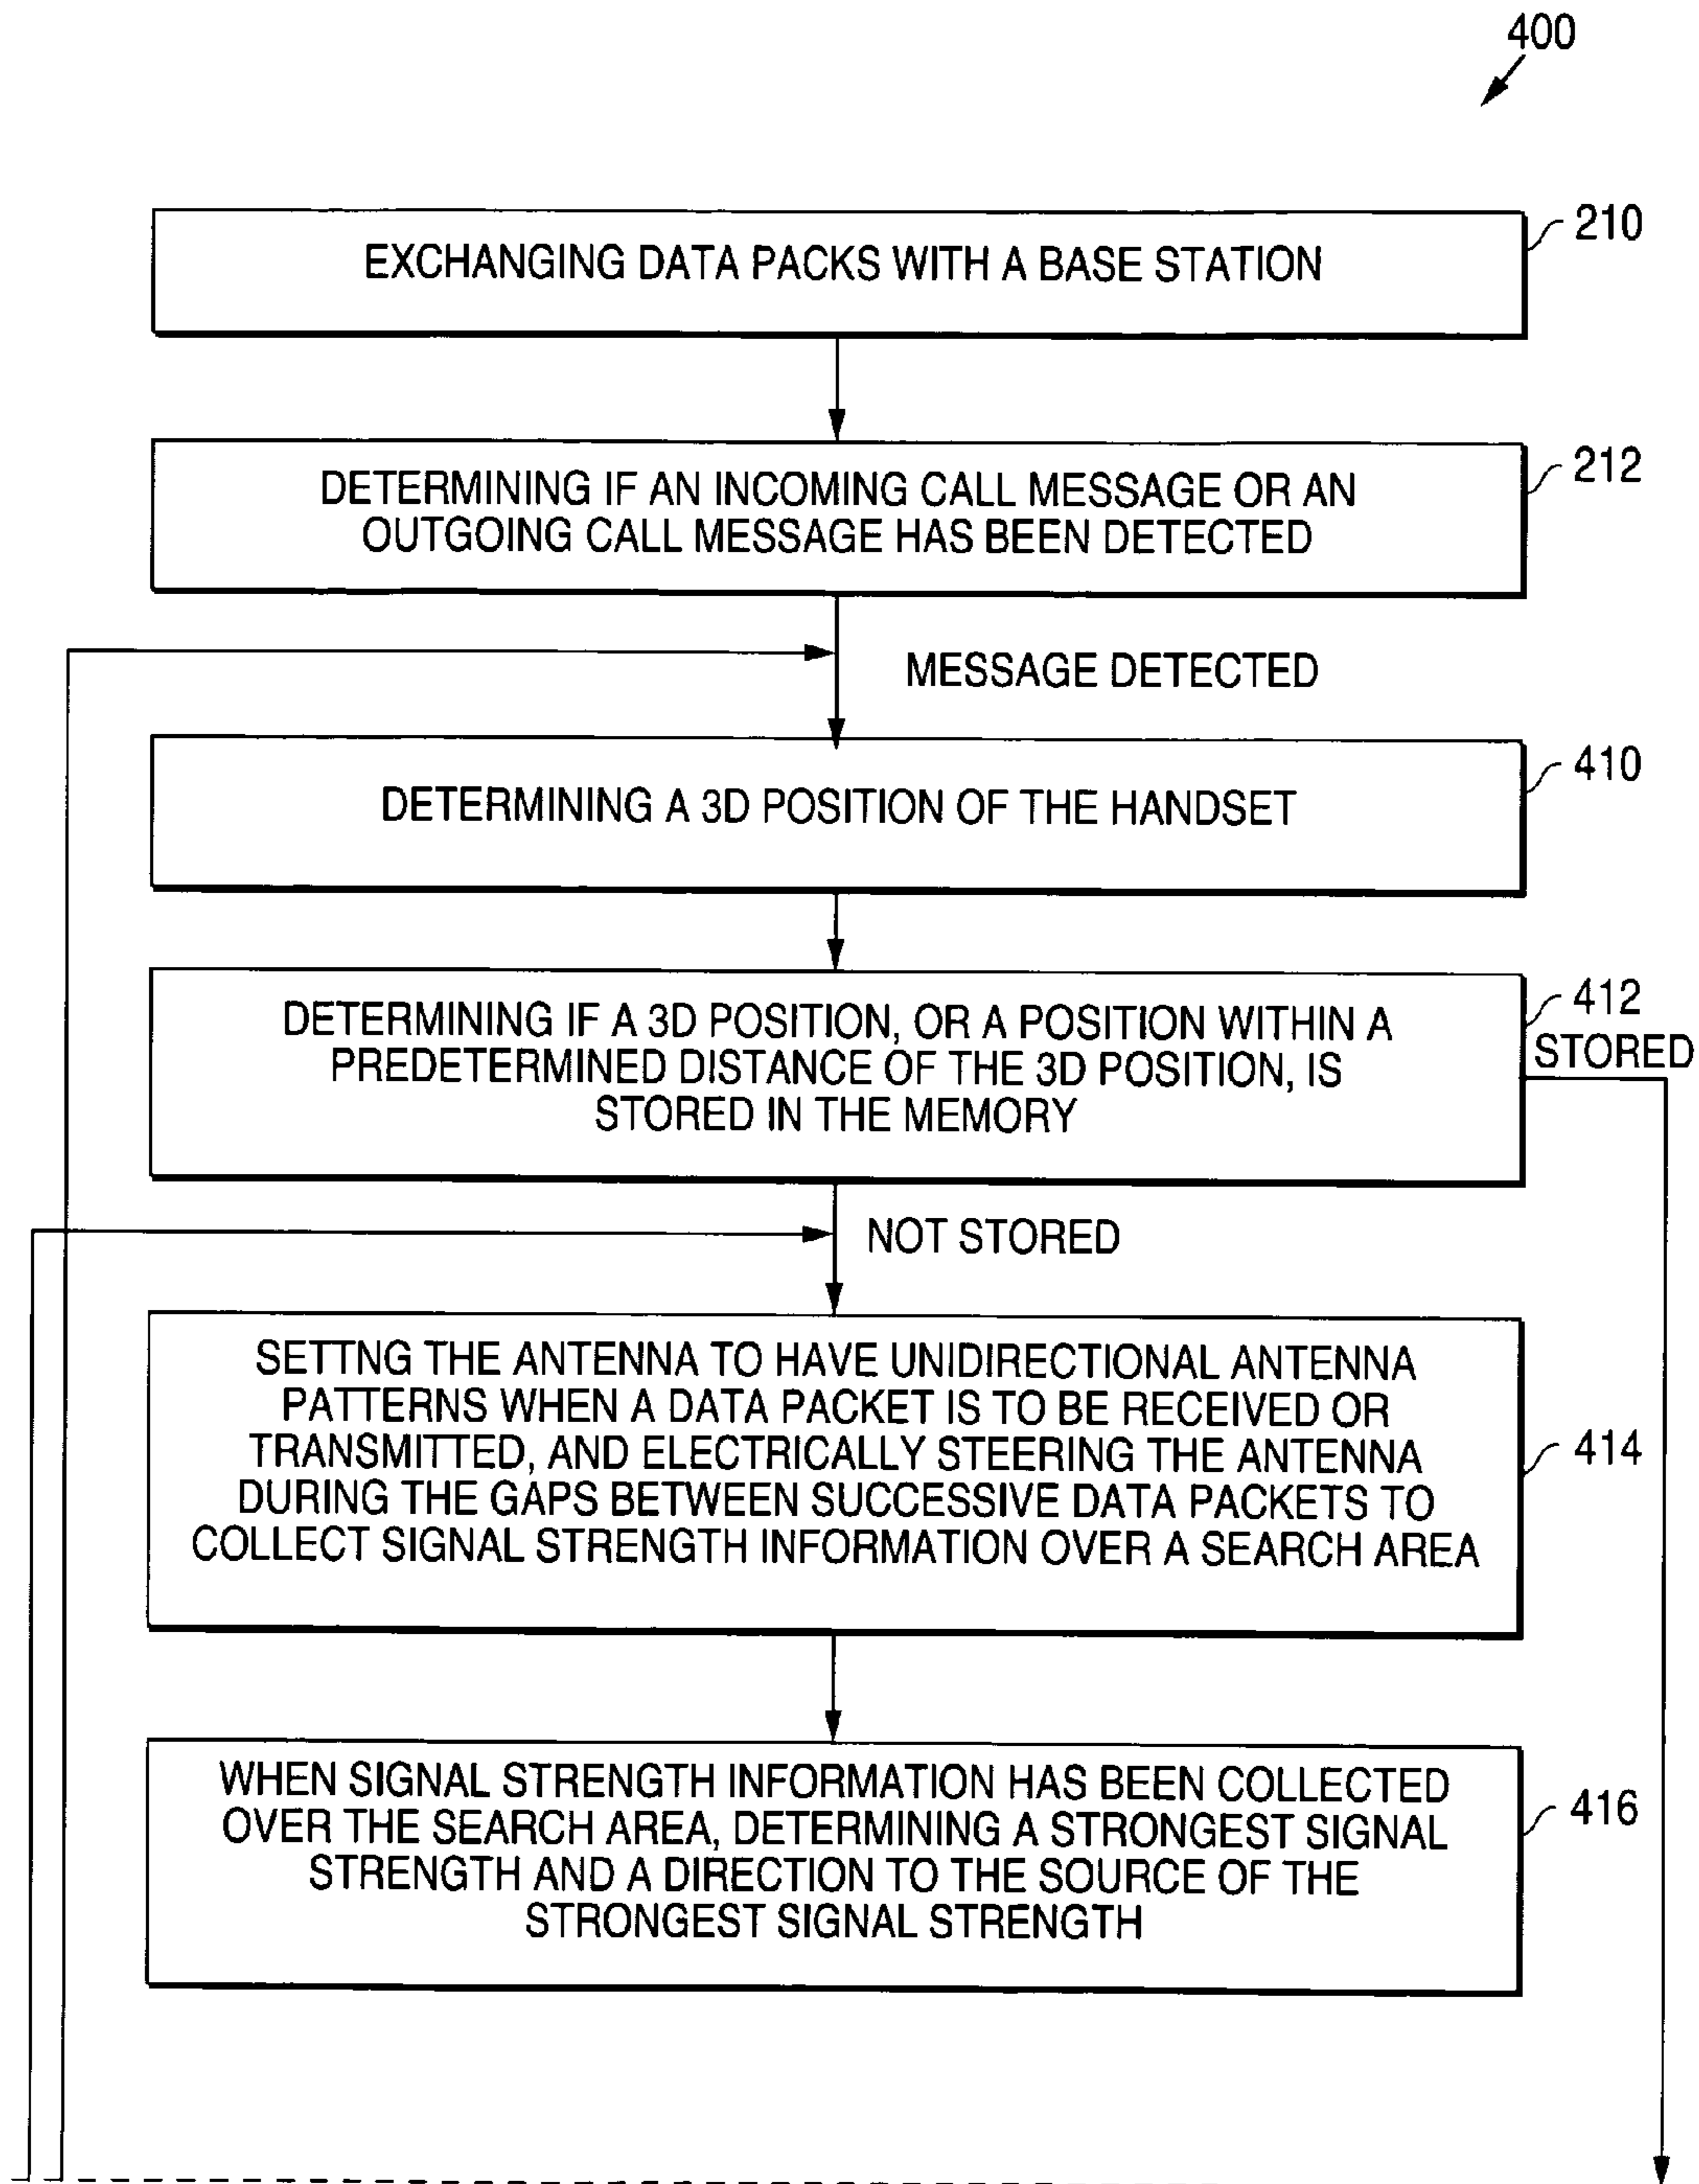 400
210
EXCHANGING DATA PACKS WITH A BASE STATION
212
DETERMINING IF AN INCOMING CALL MESSAGE OR AN
OUTGOING CALL MESSAGE HAS BEEN DETECTED
MESSAGE DETECTED
410
DETERMINING A 3D POSITION OF THE HANDSET
412
STORED
DETERMINING IF A 3D POSITION, OR A POSITION WITHIN A
PREDETERMINED DISTANCE OF THE 3D POSITION, IS
STORED IN THE MEMORY
NOT STORED
SETTNG THE ANTENNA TO HAVE UNIDIRECTIONAL ANTENNA
PATTERNS WHEN A DATA PACKET IS TO BE RECEIVED OR
TRANSMITTED, AND ELECTRICALLY STEERING THE ANTENNA
DURING THE GAPS BETWEEN SUCCESSIVE DATA PACKETS TO
COLLECT SIGNAL STRENGTH INFORMATION OVER A SEARCH AREA
414
WHEN SIGNAL STRENGTH INFORMATION HAS BEEN COLLECTED
OVER THE SEARCH AREA, DETERMINING A STRONGEST SIGNAL
STRENGTH AND A DIRECTION TO THE SOURCE OF THE
STRONGEST SIGNAL STRENGTH
416